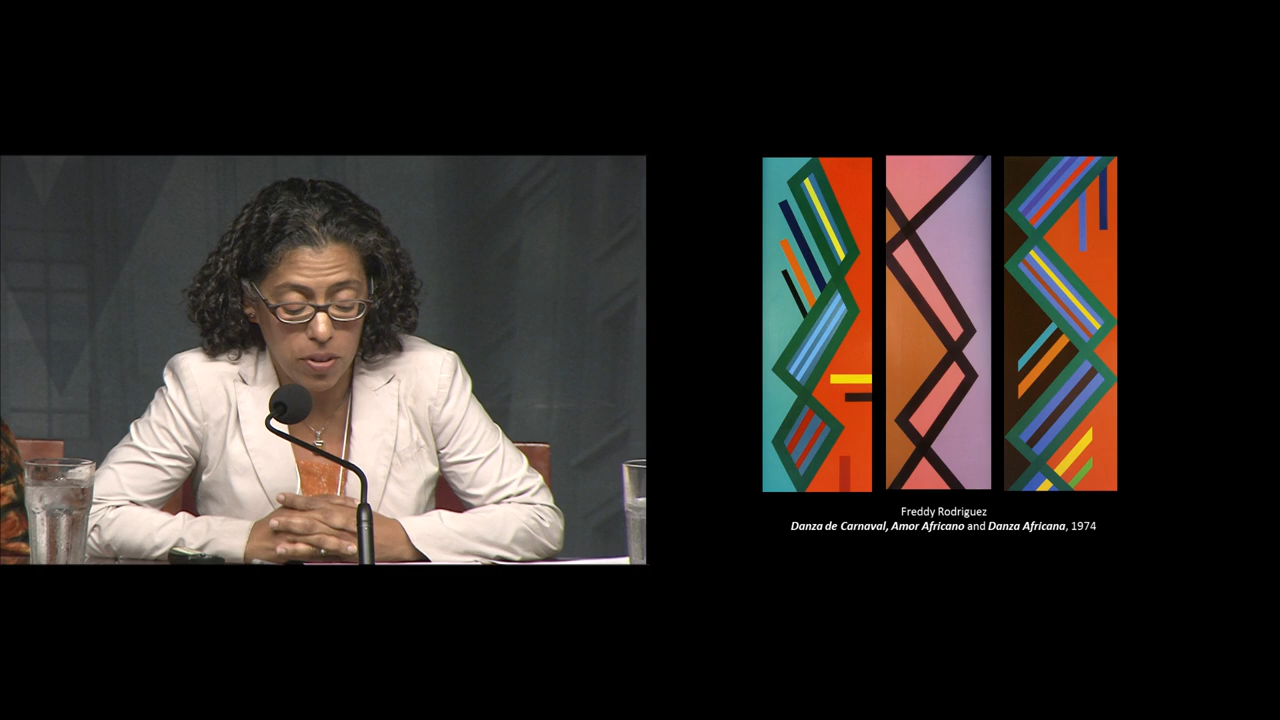 Freddy Rodriguez
Danza de Carnaval, Amor Africano and Danza Africana, 1974